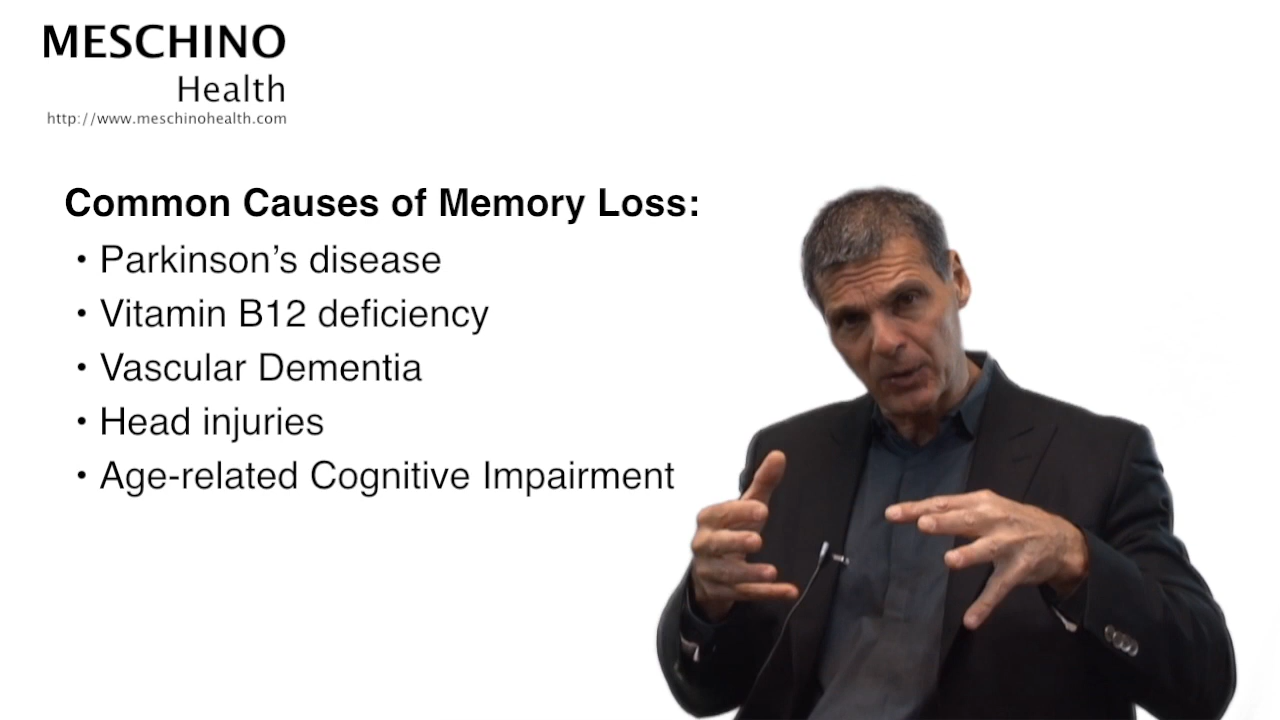 MESCHINO
Health
http://www.meschinohealth.com
Common Causes of Memory Loss:
• Parkinson’s disease
• Vitamin B12 deficiency
• Vascular Dementia
• Head injuries
• Age-related Cognitive Impairment